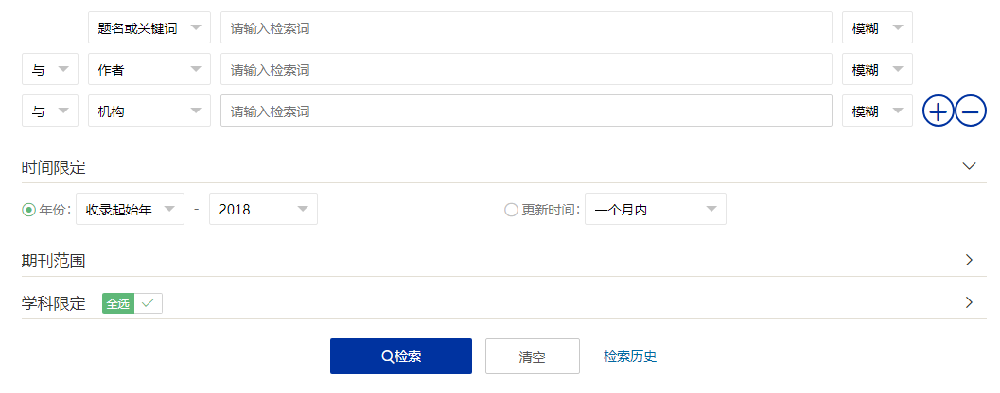 题名或关键词 请输入检索词 模糊
与 作者 请输入检索词 模糊
与 机构 请输入检索词 模糊
时间限定
年份: 收录起始年 - 2018 更新时间: 一个月内
期刊范围
学科限定 全选
检索 清空 检索历史